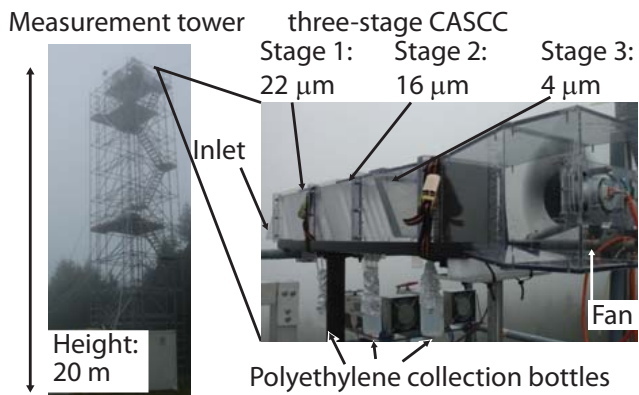 Measurement tower
three-stage CASCC
Stage 1:
22 μm
Stage 2:
16 μm
Stage 3:
4 μm
Inlet
Fan
Height:
20 m
Polyethylene collection bottles